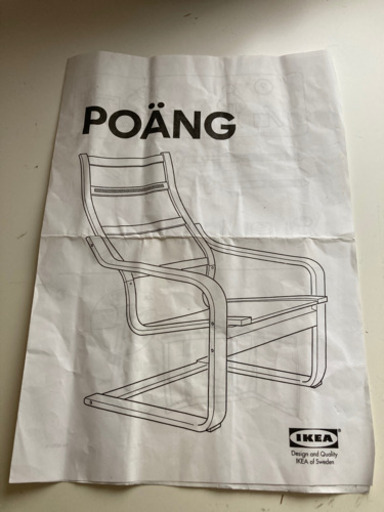 POÄNG
IKEA
Design and Quality
IKEA of Sweden